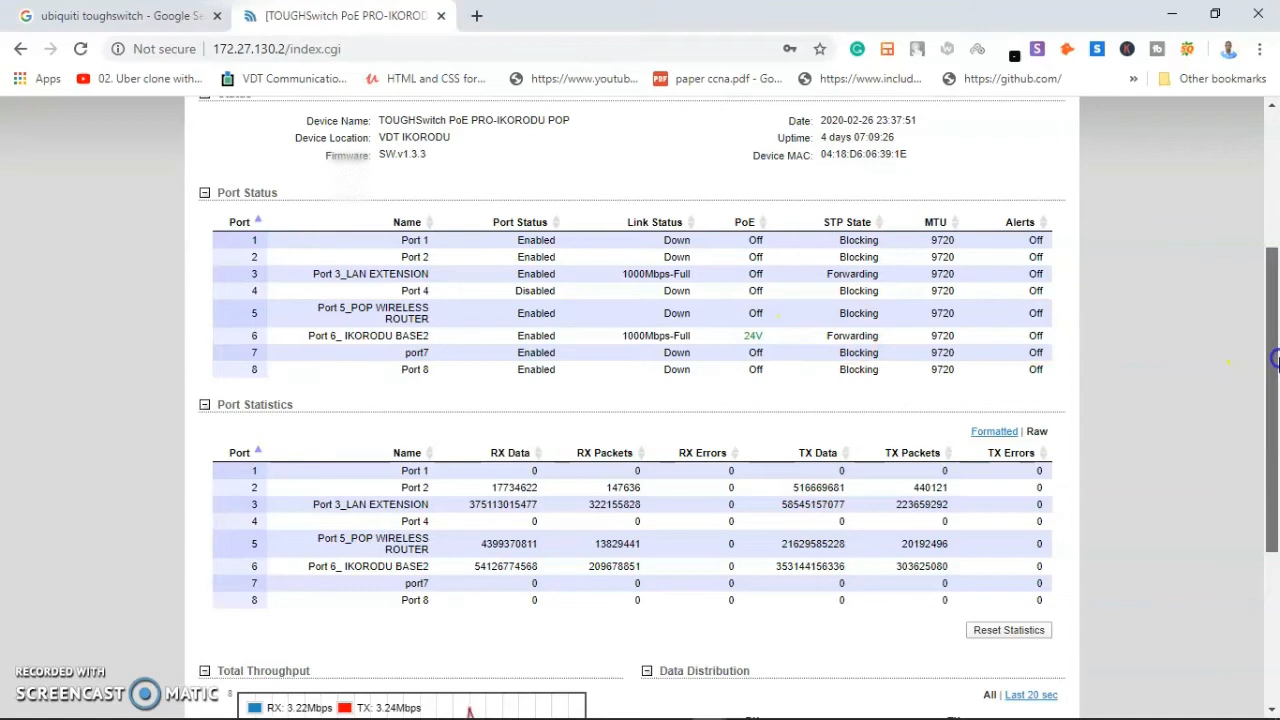 ubiquiti toughswitch - Google Se
[TOUGHSwitch PoE PRO-IKOROD
Not secure | 172.27.130.2/index.cgi
Apps 02. Uber clone with... VDT Communicatio... HTML and CSS for... https://www.youtub... paper ccna.pdf - Go... https://www.includ... https://github.com/ » Other bookmarks
Device Name: TOUGHSwitch PoE PRO-IKORODU POP Date: 2020-02-26 23:37:51
Device Location: VDT IKORODU Uptime: 4 days 07:09:26
Firmware: SW.v1.3.3 Device MAC: 04:18:D6:06:39:1E
Port Status
Port Name Port Status Link Status PoE STP State MTU Alerts
1 Port 1 Enabled Down Off Blocking 9720 Off
2 Port 2 Enabled Down Off Blocking 9720 Off
3 Port 3_LAN EXTENSION Enabled 1000Mbps-Full Off Forwarding 9720 Off
4 Port 4 Disabled Down Off Blocking 9720 Off
5 Port 5_POP WIRELESS ROUTER Enabled Down Off Blocking 9720 Off
6 Port 6_ IKORODU BASE2 Enabled 1000Mbps-Full 24V Forwarding 9720 Off
7 port7 Enabled Down Off Blocking 9720 Off
8 Port 8 Enabled Down Off Blocking 9720 Off
Port Statistics
Formatted | Raw
Port Name RX Data RX Packets RX Errors TX Data TX Packets TX Errors
1 Port 1 0 0 0 0 0 0
2 Port 2 17734622 147636 0 516669681 440121 0
3 Port 3_LAN EXTENSION 375113015477 322155828 0 58545157077 223659292 0
4 Port 4 0 0 0 0 0 0
5 Port 5_POP WIRELESS ROUTER 4399370811 13829441 0 21629585228 20192496 0
6 Port 6_ IKORODU BASE2 54126774568 209678851 0 353144156336 303625080 0
7 port7 0 0 0 0 0 0
8 Port 8 0 0 0 0 0 0
Reset Statistics
Total Throughput Data Distribution
8 All | Last 20 sec
RX: 3.22Mbps TX: 3.24Mbps
RECORDED WITH
SCREENCAST MATIC